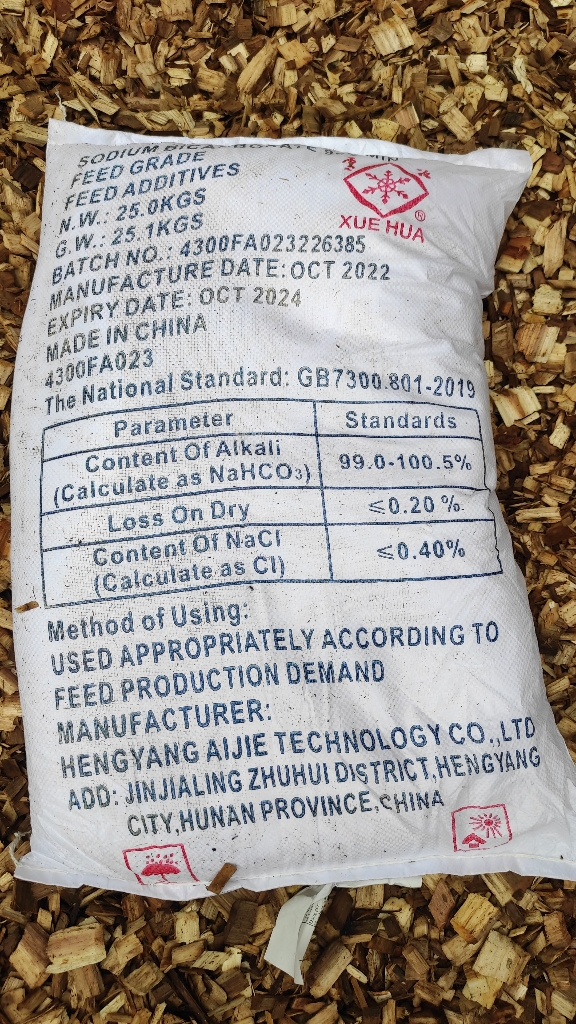 SODIUM
FEED GRADE
FEED ADDITIVES
N.W.: 25.0KGS
G.W.: 25.1KGS
BATCH NO.: 4300FA023226385
MANUFACTURE DATE: OCT 2022
EXPIRY DATE: OCT 2024
MADE IN CHINA
4300FA023
XUE HUA ®
The National Standard: GB7300.801-2019
Parameter Standards
Content Of Alkali
(Calculate as NaHCO₃) 99.0-100.5%
Loss On Dry ≤0.20 %
Content Of NaCl
(Calculate as Cl) ≤0.40%
Method of Using:
USED APPROPRIATELY ACCORDING TO
FEED PRODUCTION DEMAND
MANUFACTURER:
HENGYANG AIJIE TECHNOLOGY CO.,LTD
ADD: JINJIALING ZHUHUI DISTRICT,HENGYANG
CITY,HUNAN PROVINCE,CHINA